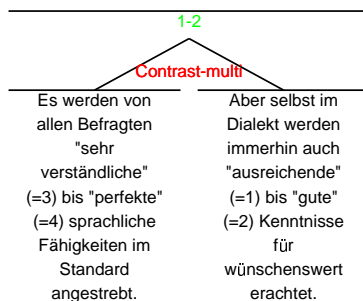 1-2
Contrast-multi
Es werden von
allen Befragten
"sehr
verständliche"
(=3) bis "perfekte"
(=4) sprachliche
Fähigkeiten im
Standard
angestrebt.
Aber selbst im
Dialekt werden
immerhin auch
"ausreichende"
(=1) bis "gute"
(=2) Kenntnisse
für
wünschenswert
erachtet.